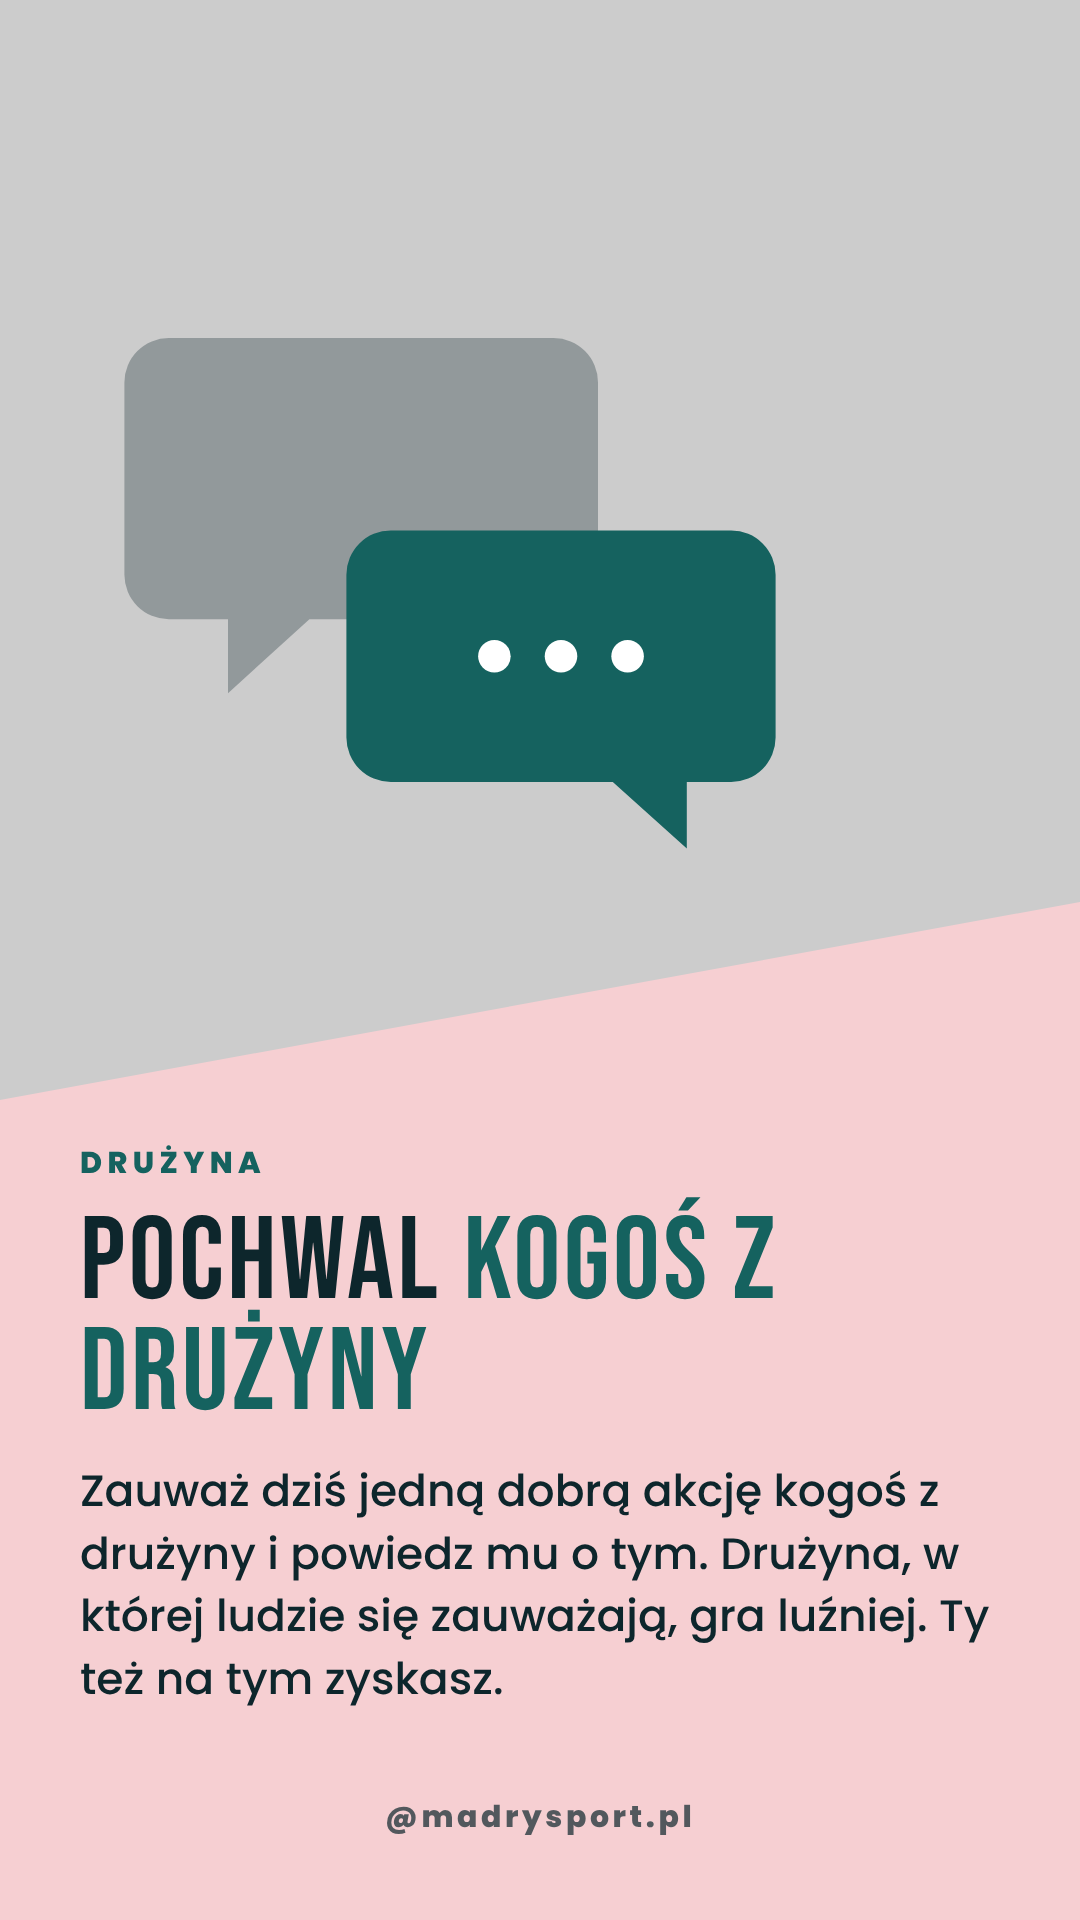 DRUŻYNA
POCHWAL KOGOŚ Z
DRUŻYNY
Zauważ dziś jedną dobrą akcję kogoś z
drużyny i powiedz mu o tym. Drużyna, w
której ludzie się zauważają, gra luźniej. Ty
też na tym zyskasz.
@madrysport.pl